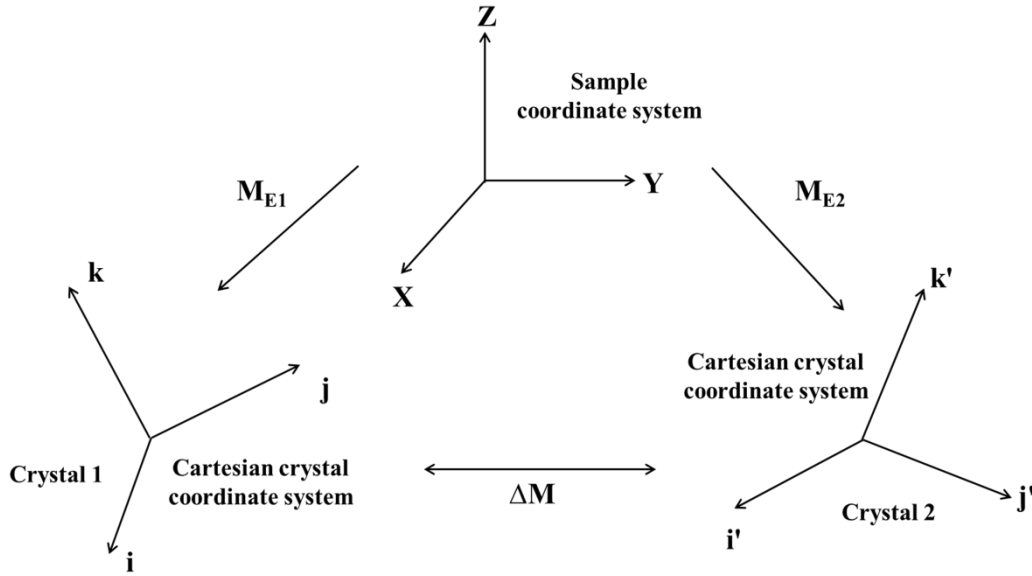 Z
Sample
coordinate system
M_E1
Y
M_E2
X
k
k'
Cartesian crystal
coordinate system
j
Crystal 1
Cartesian crystal
coordinate system
ΔM
j'
Crystal 2
i'
i